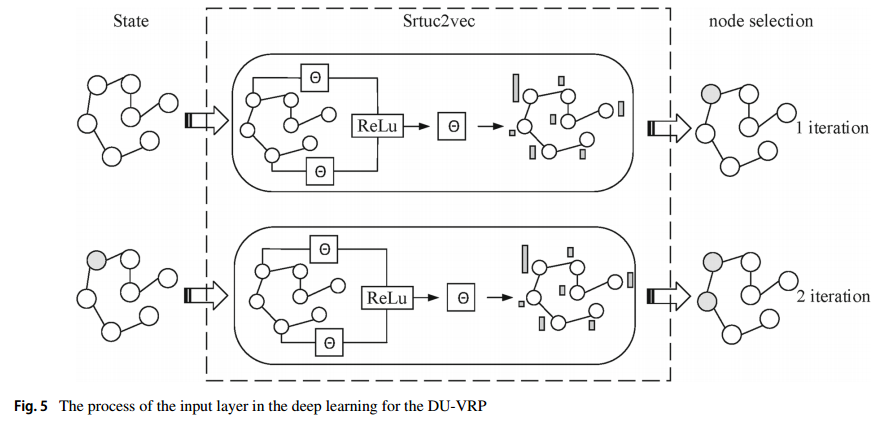 State
Srtuc2vec
node selection
Θ
ReLu
Θ
Θ
1 iteration
Θ
ReLu
Θ
Θ
2 iteration
Fig. 5 The process of the input layer in the deep learning for the DU-VRP